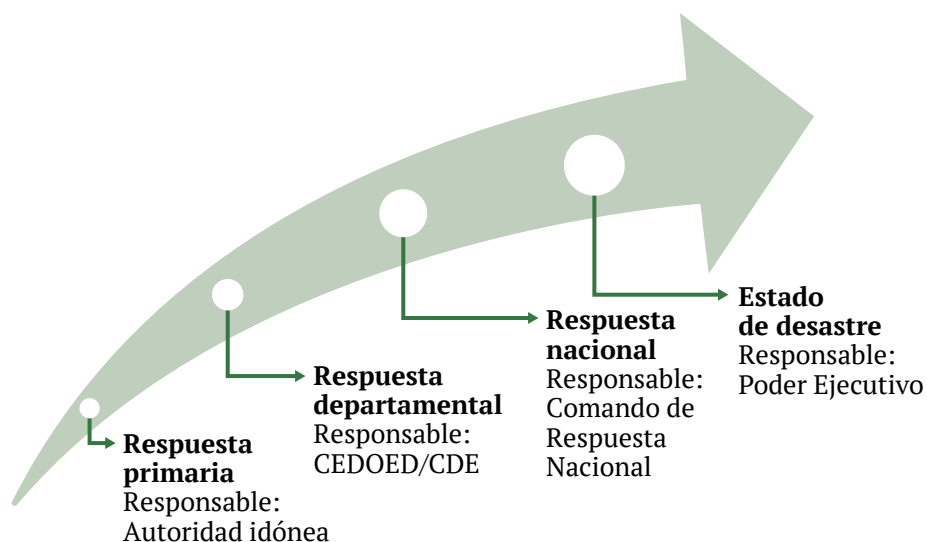 Respuesta
primaria
Responsable:
Autoridad idónea
Respuesta
departamental
Responsable:
CEDOED/CDE
Respuesta
nacional
Responsable:
Comando de
Respuesta
Nacional
Estado
de desastre
Responsable:
Poder Ejecutivo